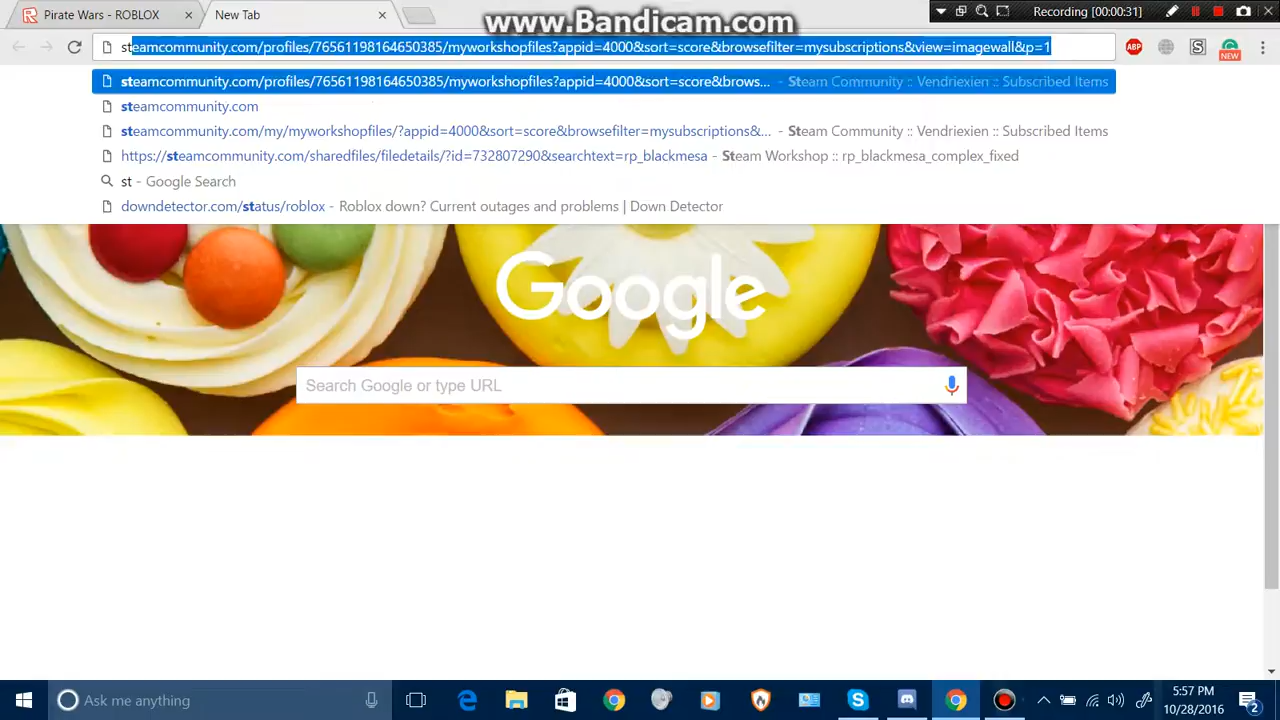 Pirate Wars - ROBLOX
New Tab
www.Bandicam.com
Recording [00:00:31]
steamcommunity.com/profiles/76561198164650385/myworkshopfiles?appid=4000&sort=score&browsefilter=mysubscriptions&view=imagewall&p=1
ABP
S
NEW
steamcommunity.com/profiles/76561198164650385/myworkshopfiles?appid=4000&sort=score&brows... - Steam Community :: Vendriexien :: Subscribed Items
steamcommunity.com
steamcommunity.com/my/myworkshopfiles/?appid=4000&sort=score&browsefilter=mysubscriptions&... - Steam Community :: Vendriexien :: Subscribed Items
https://steamcommunity.com/sharedfiles/filedetails/?id=732807290&searchtext=rp_blackmesa - Steam Workshop :: rp_blackmesa_complex_fixed
st - Google Search
downdetector.com/status/roblox - Roblox down? Current outages and problems | Down Detector
Google
Search Google or type URL
Ask me anything
5:57 PM
10/28/2016
2